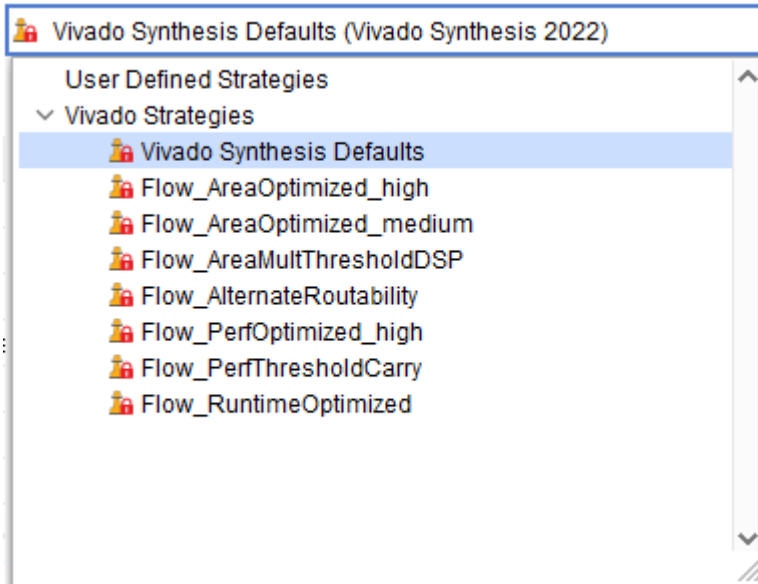 Vivado Synthesis Defaults (Vivado Synthesis 2022)
User Defined Strategies
Vivado Strategies
Vivado Synthesis Defaults
Flow_AreaOptimized_high
Flow_AreaOptimized_medium
Flow_AreaMultThresholdDSP
Flow_AlternateRoutability
Flow_PerfOptimized_high
Flow_PerfThresholdCarry
Flow_RuntimeOptimized